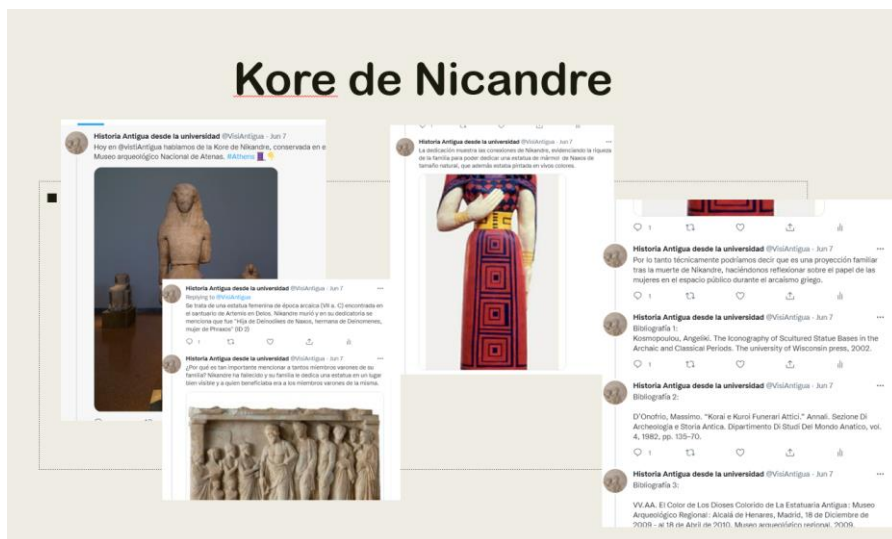 Kore de Nicandre
Historia Antigua desde la universidad @VisiAntigua · Jun 7
Hoy en @vistiAntigua hablamos de la Kore de Nikandre, conservada en e
Museo arqueológico Nacional de Atenas. #Athens
Historia Antigua desde la universidad @VisiAntigua · Jun 7
Replying to @VisiAntigua
Se trata de una estatua femenina de época arcaica (VII a. C) encontrada en
el santuario de Artemis en Delos. Nikandre murió y en su dedicatoria se
menciona que fue "Hija de Deinodikes de Naxos, hermana de Deinomenes,
mujer de Phraxos" (ID 2)
1
Historia Antigua desde la universidad @VisiAntigua · Jun 7
¿Por qué es tan importante mencionar a tantos miembros varones de su
familia? Nikandre ha fallecido y su familia le dedica una estatua en un lugar
bien visible y a quien beneficiaba era a los miembros varones de la misma.
Historia Antigua desde la universidad @VisiAntigua · Jun 7
La dedicación muestra las conexiones de Nikandre, evidenciando la riqueza
de la familia para poder dedicar una estatua de mármol de Naxos de
tamaño natural, que además estaba pintada en vivos colores.
1
Historia Antigua desde la universidad @VisiAntigua · Jun 7
Por lo tanto técnicamente podríamos decir que es una proyección familiar
tras la muerte de Nikandre, haciéndonos reflexionar sobre el papel de las
mujeres en el espacio público durante el arcaísmo griego.
1
Historia Antigua desde la universidad @VisiAntigua · Jun 7
Bibliografía 1:
Kosmopoulou, Angeliki. The Iconography of Scultured Statue Bases in the
Archaic and Classical Periods. The university of Wisconsin press, 2002.
1
Historia Antigua desde la universidad @VisiAntigua · Jun 7
Bibliografía 2:
D'Onofrio, Massimo. "Korai e Kuroi Funerari Attici." Annali. Sezione Di
Archeologia e Storia Antica. Dipartimento Di Studi Del Mondo Anatico, vol.
4, 1982, pp. 135–70.
1
Historia Antigua desde la universidad @VisiAntigua · Jun 7
Bibliografía 3:
VV.AA. El Color de Los Dioses Colorido de La Estatuaria Antigua: Museo
Arqueológico Regional: Alcalá de Henares, Madrid, 18 de Diciembre de
2009 - al 18 de Abril de 2010. Museo arqueológico regional, 2009.